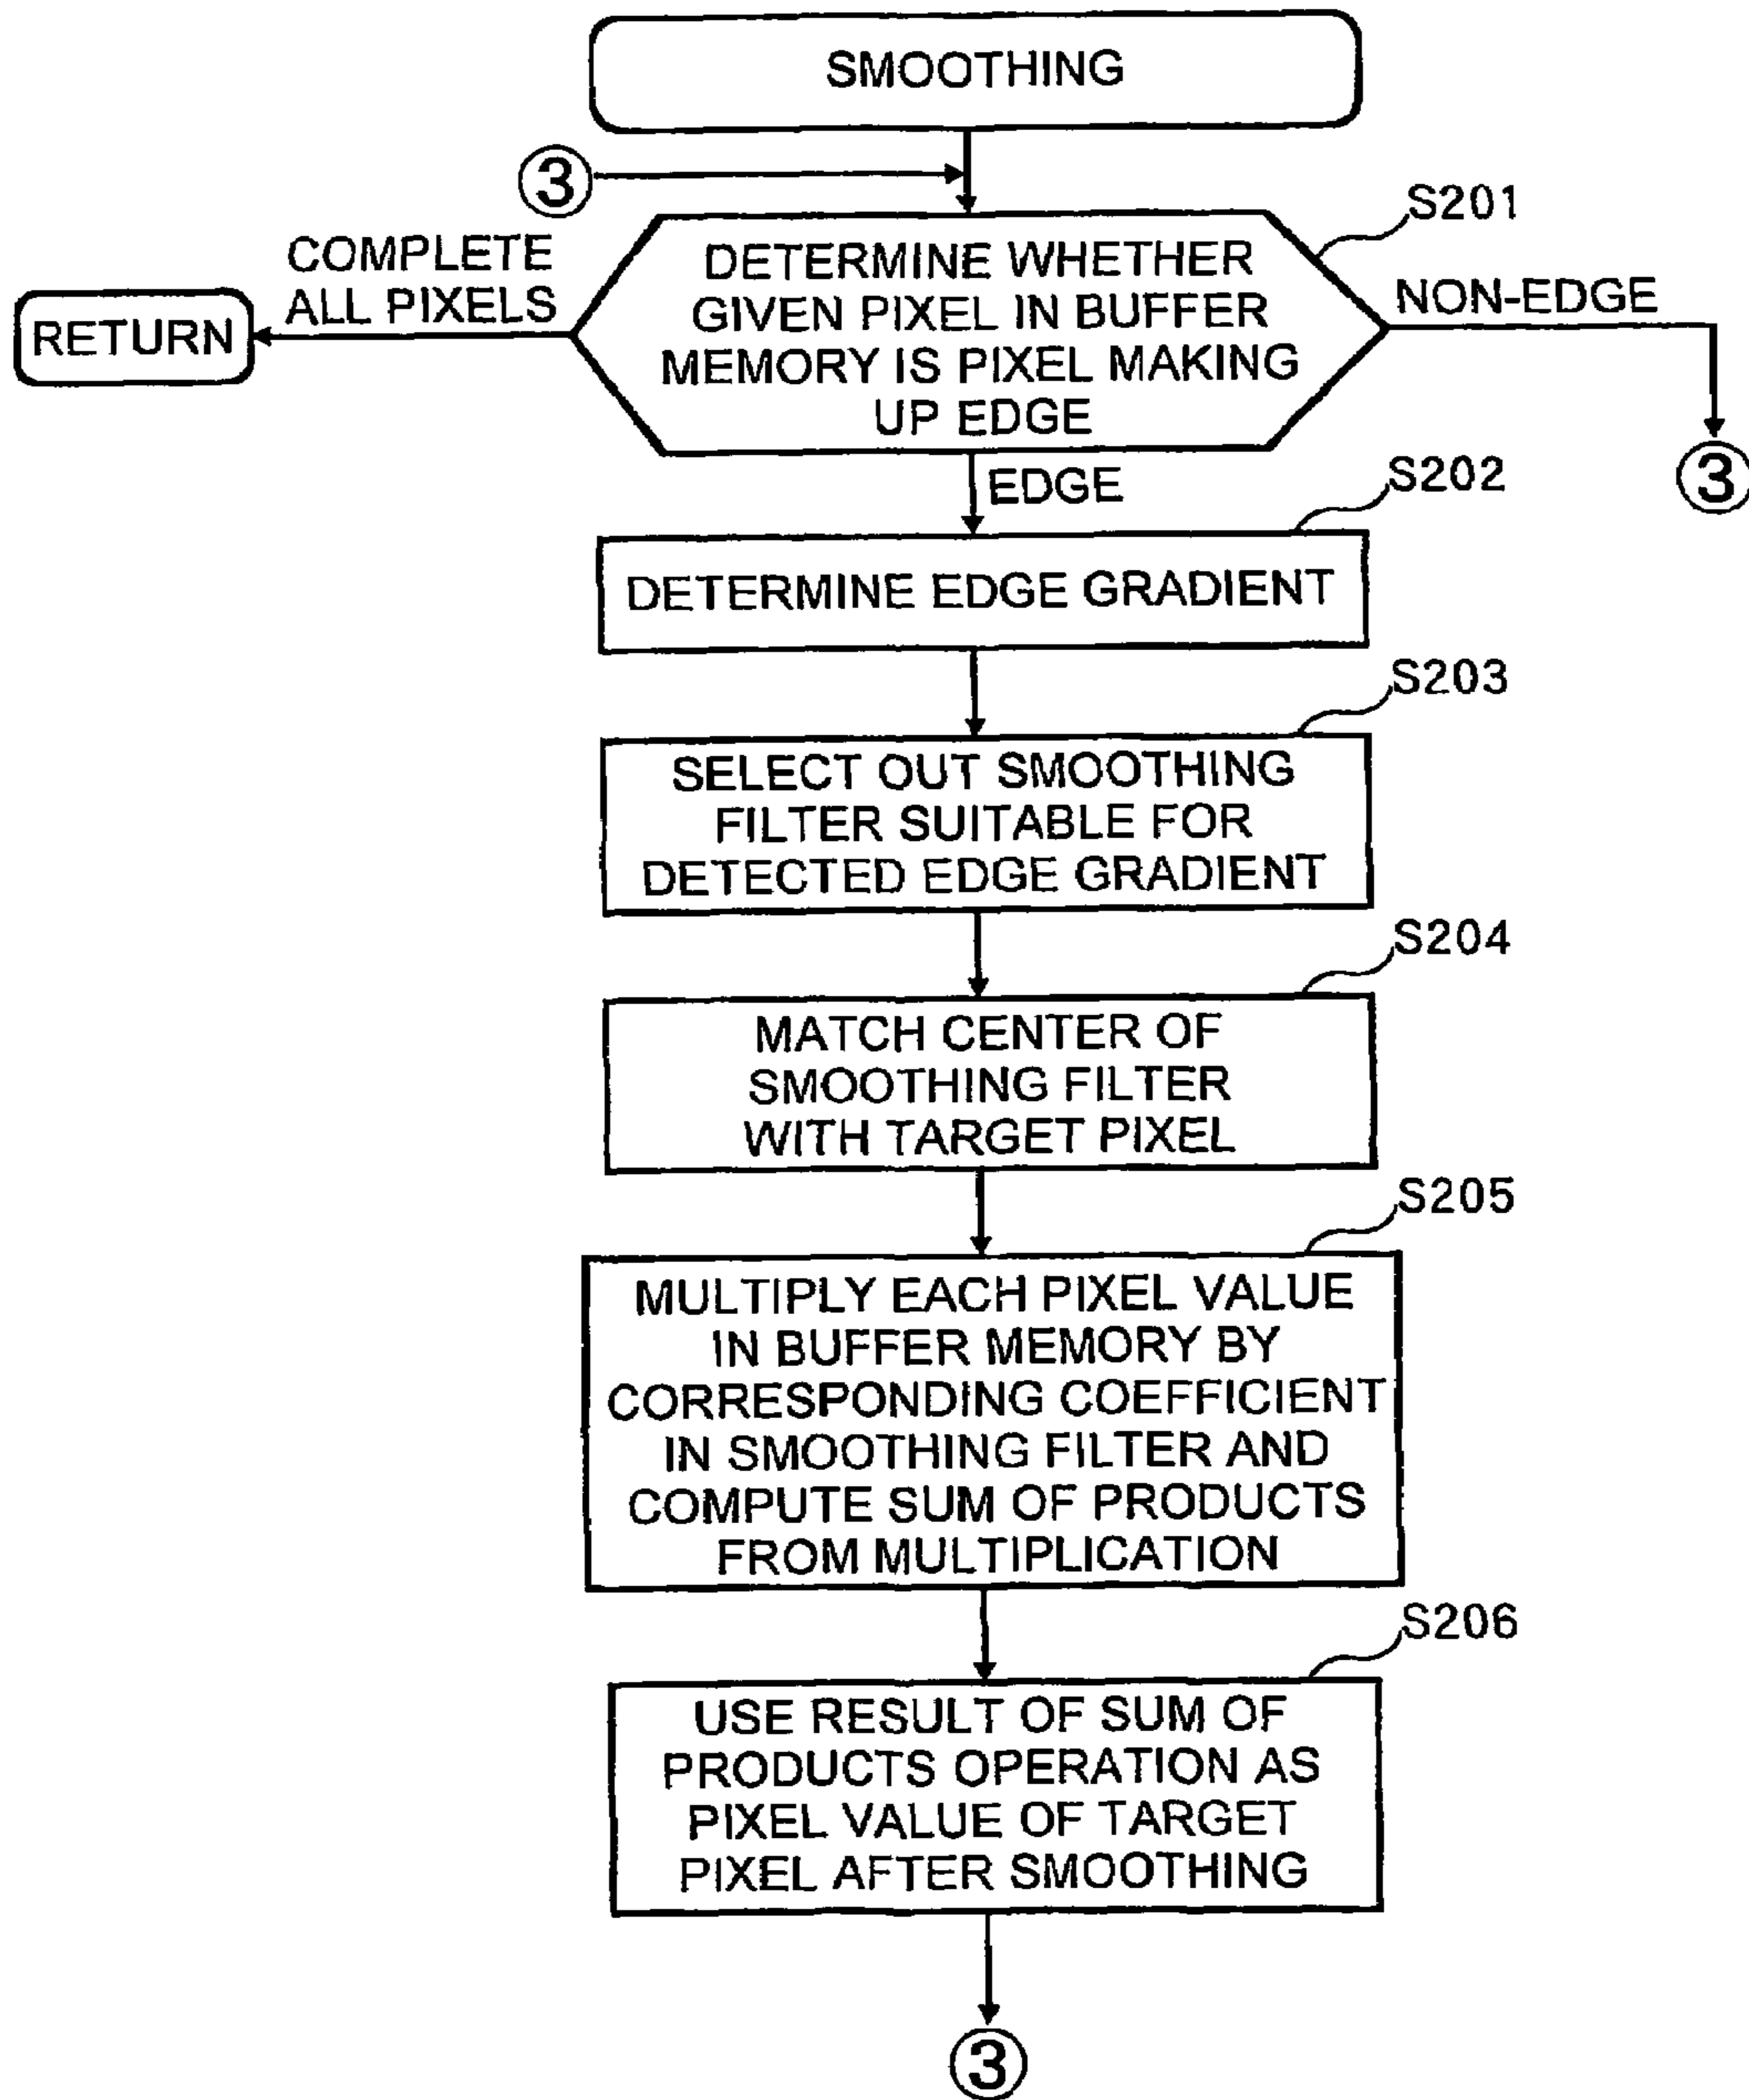 SMOOTHING
③
S201
COMPLETE
ALL PIXELS
RETURN
DETERMINE WHETHER
GIVEN PIXEL IN BUFFER
MEMORY IS PIXEL MAKING
UP EDGE
NON-EDGE
③
EDGE
S202
DETERMINE EDGE GRADIENT
S203
SELECT OUT SMOOTHING
FILTER SUITABLE FOR
DETECTED EDGE GRADIENT
S204
MATCH CENTER OF
SMOOTHING FILTER
WITH TARGET PIXEL
S205
MULTIPLY EACH PIXEL VALUE
IN BUFFER MEMORY BY
CORRESPONDING COEFFICIENT
IN SMOOTHING FILTER AND
COMPUTE SUM OF PRODUCTS
FROM MULTIPLICATION
S206
USE RESULT OF SUM OF
PRODUCTS OPERATION AS
PIXEL VALUE OF TARGET
PIXEL AFTER SMOOTHING
③